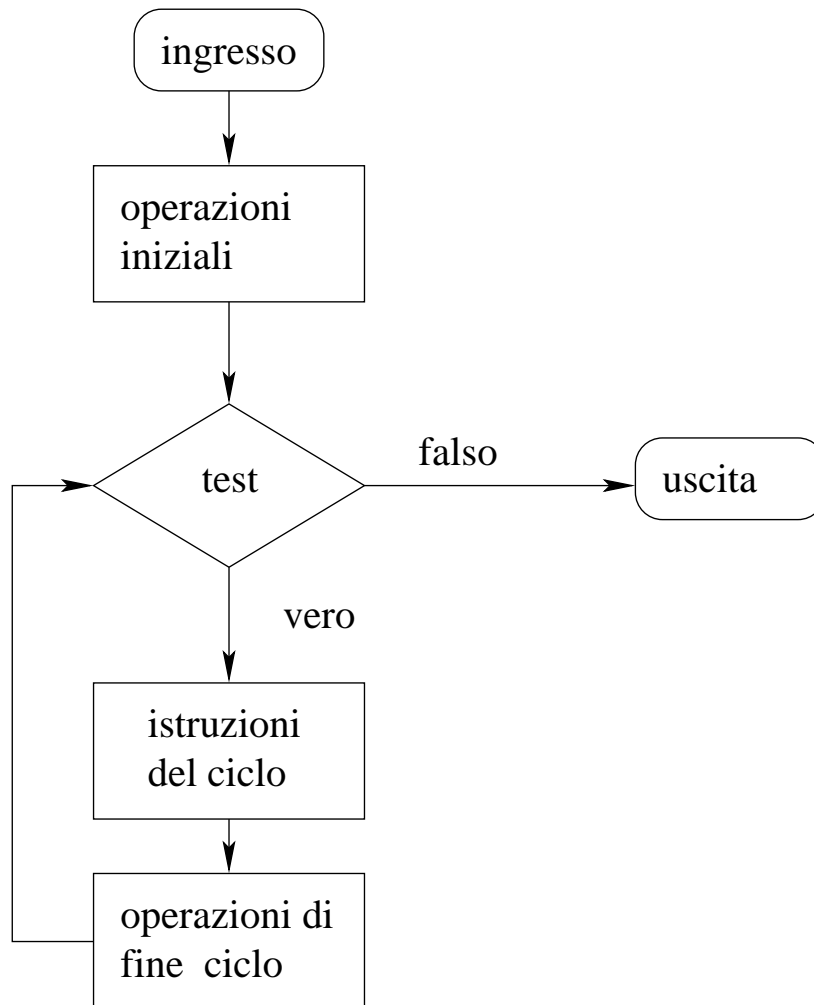 ingresso
operazioni
iniziali
test
falso
uscita
vero
istruzioni
del ciclo
operazioni di
fine ciclo